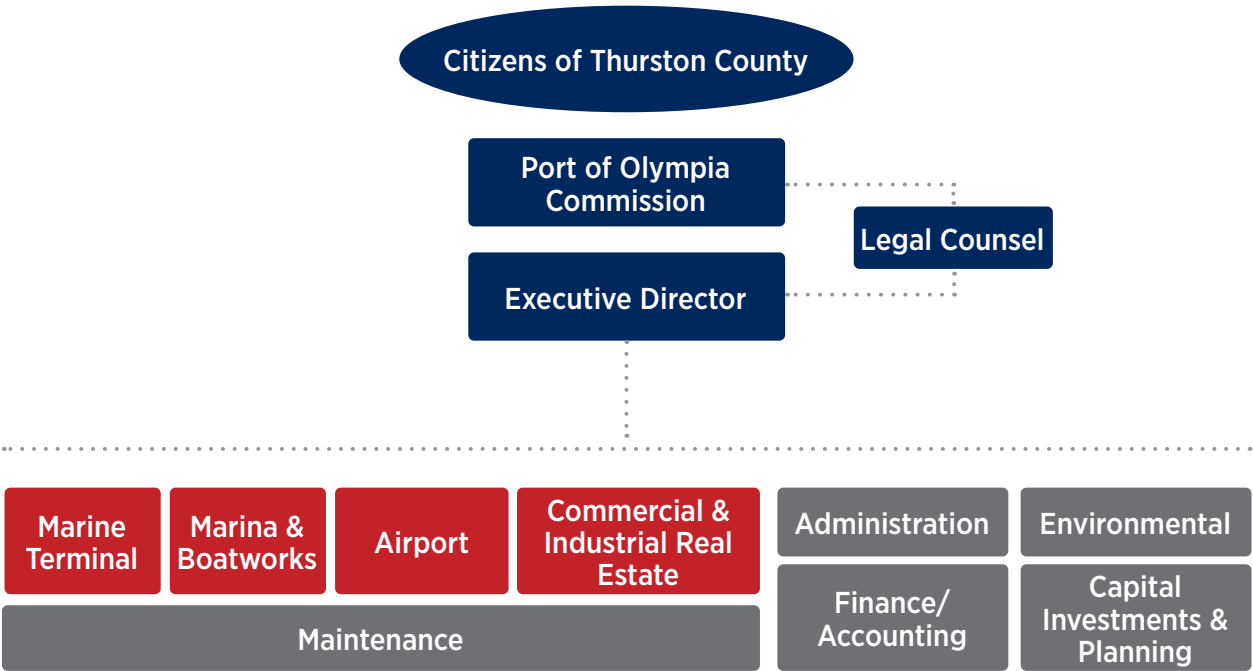 Citizens of Thurston County
Port of Olympia
Commission
Legal Counsel
Executive Director
Marine
Terminal
Marina &
Boatworks
Airport
Commercial &
Industrial Real
Estate
Administration
Environmental
Maintenance
Finance/
Accounting
Capital
Investments &
Planning